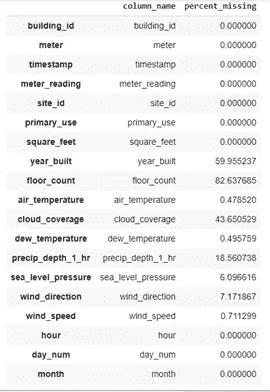 column_name percent_missing
building_id building_id 0.000000
meter meter 0.000000
timestamp timestamp 0.000000
meter_reading meter_reading 0.000000
site_id site_id 0.000000
primary_use primary_use 0.000000
square_feet square_feet 0.000000
year_built year_built 59.955237
floor_count floor_count 82.637685
air_temperature air_temperature 0.478520
cloud_coverage cloud_coverage 43.650529
dew_temperature dew_temperature 0.495759
precip_depth_1_hr precip_depth_1_hr 18.560738
sea_level_pressure sea_level_pressure 6.096616
wind_direction wind_direction 7.171867
wind_speed wind_speed 0.711299
hour hour 0.000000
day_num day_num 0.000000
month month 0.000000